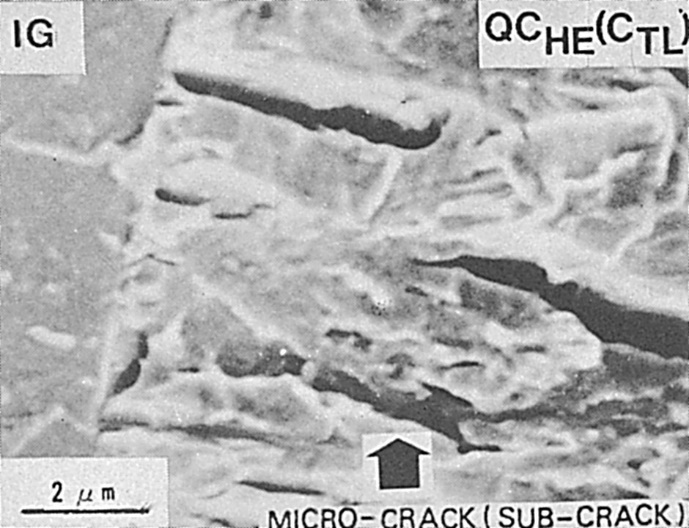 IG
QCHE(CTL)
2 μm
MICRO-CRACK(SUB-CRACK)